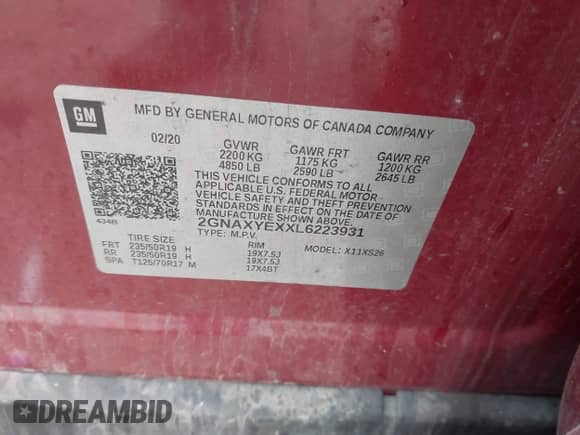 GM
MFD BY GENERAL MOTORS OF CANADA COMPANY
02/20 GVWR GAWR FRT GAWR RR
2200 KG 1175 KG 1200 KG
4850 LB 2590 LB 2645 LB
THIS VEHICLE CONFORMS TO ALL
APPLICABLE U.S. FEDERAL MOTOR
VEHICLE SAFETY AND THEFT PREVENTION
STANDARDS IN EFFECT ON THE DATE OF
MANUFACTURE SHOWN ABOVE.
434B 2GNAXYEXXL6223931
TYPE: M.P.V. MODEL: X11XS26
TIRE SIZE RIM
FRT 235/50R19 H 19X7.5J
RR 235/50R19 H 19X7.5J
SPA T125/70R17 M 17X4BT
DREAMBID